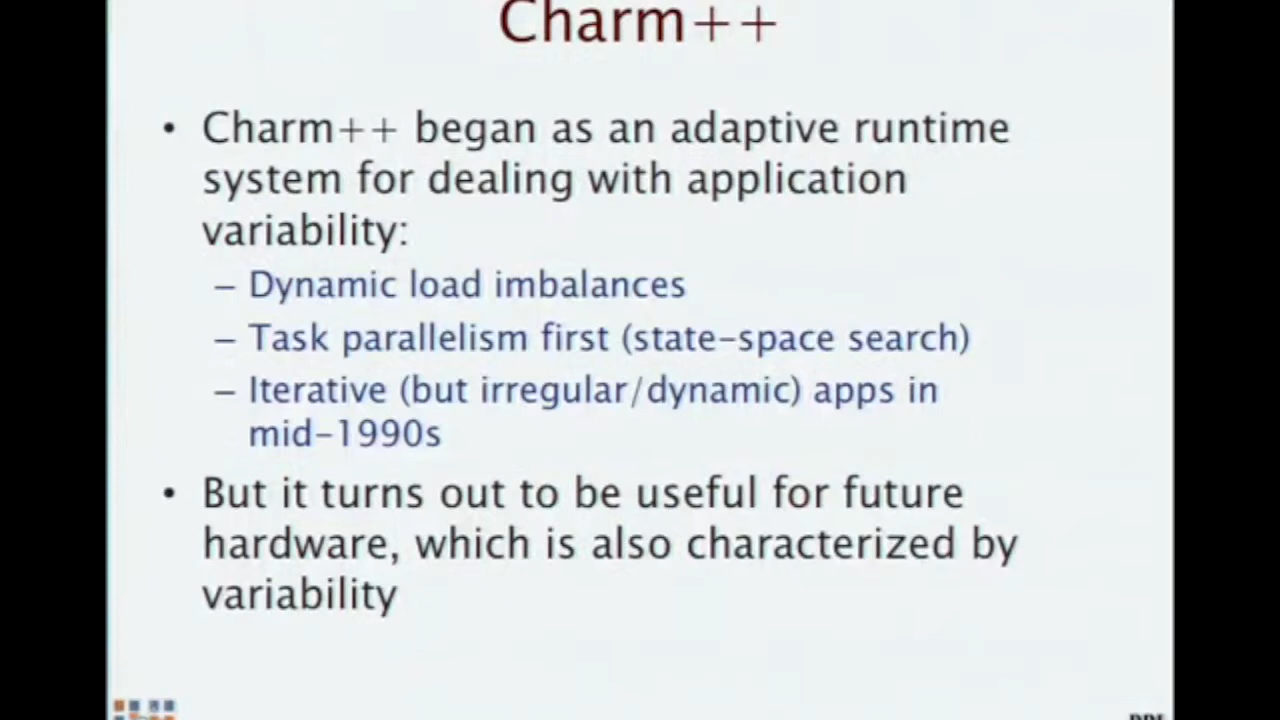 Charm++
• Charm++ began as an adaptive runtime
system for dealing with application
variability:
– Dynamic load imbalances
– Task parallelism first (state-space search)
– Iterative (but irregular/dynamic) apps in
mid-1990s
• But it turns out to be useful for future
hardware, which is also characterized by
variability